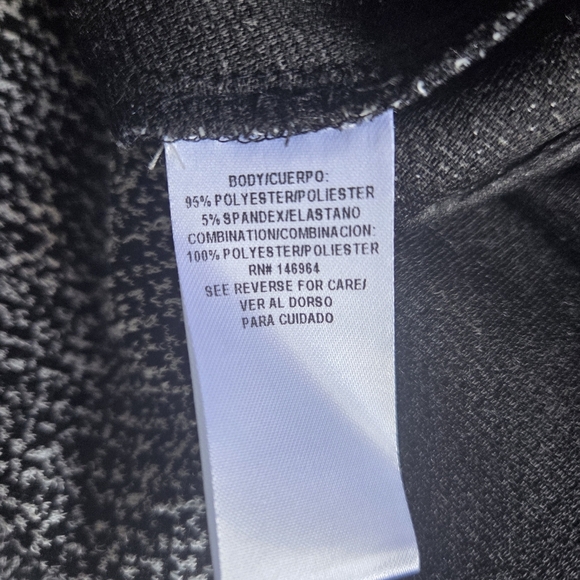 BODY/CUERPO:
95% POLYESTER/POLIESTER
5% SPANDEX/ELASTANO
COMBINATION/COMBINACION:
100% POLYESTER/POLIESTER
RN# 146964
SEE REVERSE FOR CARE/
VER AL DORSO
PARA CUIDADO